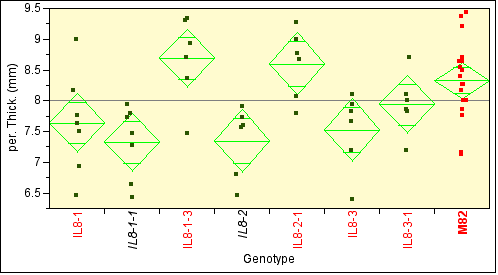 per. Thick. (mm)
9.5
9
8.5
8
7.5
7
6.5
IL8-1
IL8-1-1
IL8-1-3
IL8-2
IL8-2-1
IL8-3
IL8-3-1
M82
Genotype